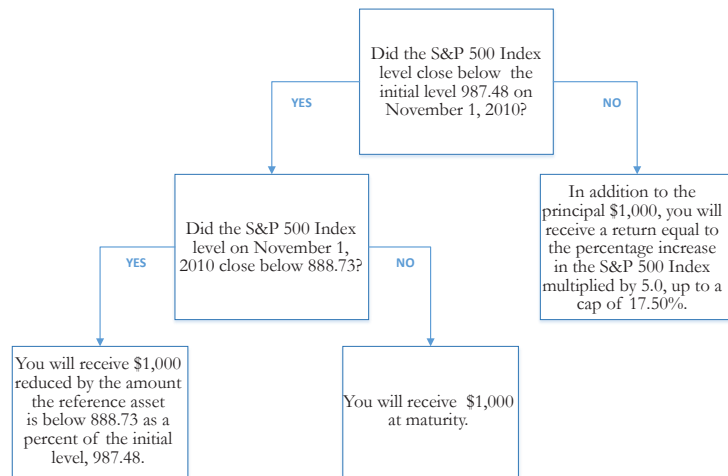 Did the S&P 500 Index
level close below the
initial level 987.48 on
November 1, 2010?
YES
NO
Did the S&P 500 Index
level on November 1,
2010 close below 888.73?
In addition to the
principal $1,000, you will
receive a return equal to
the percentage increase
in the S&P 500 Index
multiplied by 5.0, up to a
cap of 17.50%.
YES
NO
You will receive $1,000
reduced by the amount
the reference asset
is below 888.73 as a
percent of the initial
level, 987.48.
You will receive $1,000
at maturity.